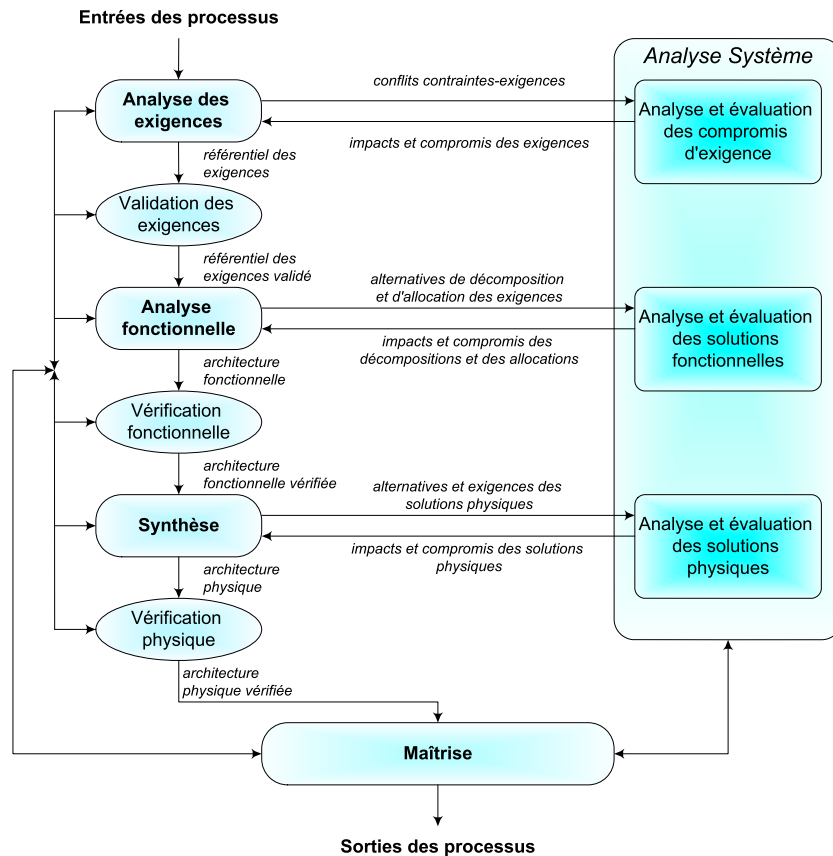 Entrées des processus
Analyse Système
Analyse des
exigences
conflits contraintes-exigences
impacts et compromis des exigences
Analyse et évaluation
des compromis
d'exigence
référentiel des
exigences
Validation des
exigences
référentiel des
exigences validé
Analyse
fonctionnelle
alternatives de décomposition
et d'allocation des exigences
impacts et compromis des
décompositions et des allocations
Analyse et évaluation
des solutions
fonctionnelles
architecture
fonctionnelle
Vérification
fonctionnelle
architecture
fonctionnelle vérifiée
Synthèse
alternatives et exigences des
solutions physiques
impacts et compromis des solutions
physiques
Analyse et évaluation
des solutions
physiques
architecture
physique
Vérification
physique
architecture
physique vérifiée
Maîtrise
Sorties des processus